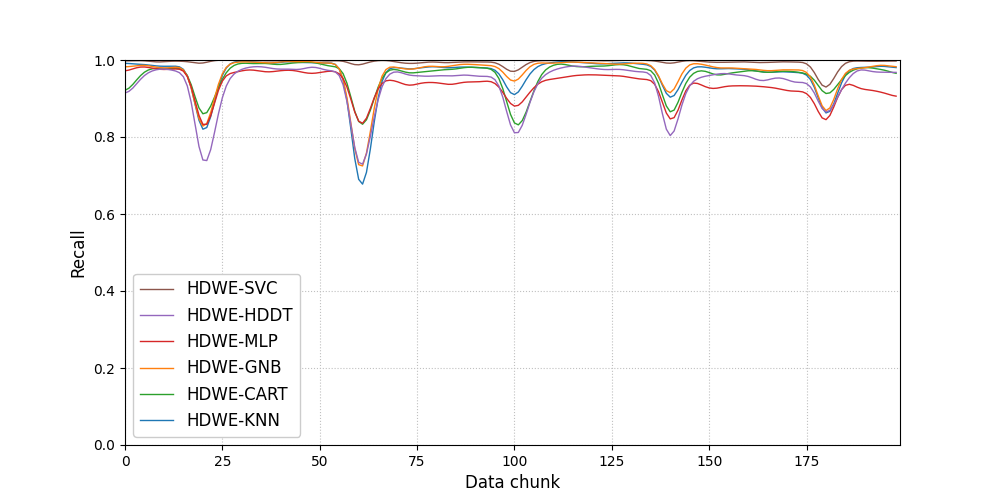 1.0
0.8
0.6
0.4
0.2
0.0
Recall
HDWE-SVC
HDWE-HDDT
HDWE-MLP
HDWE-GNB
HDWE-CART
HDWE-KNN
0 25 50 75 100 125 150 175
Data chunk